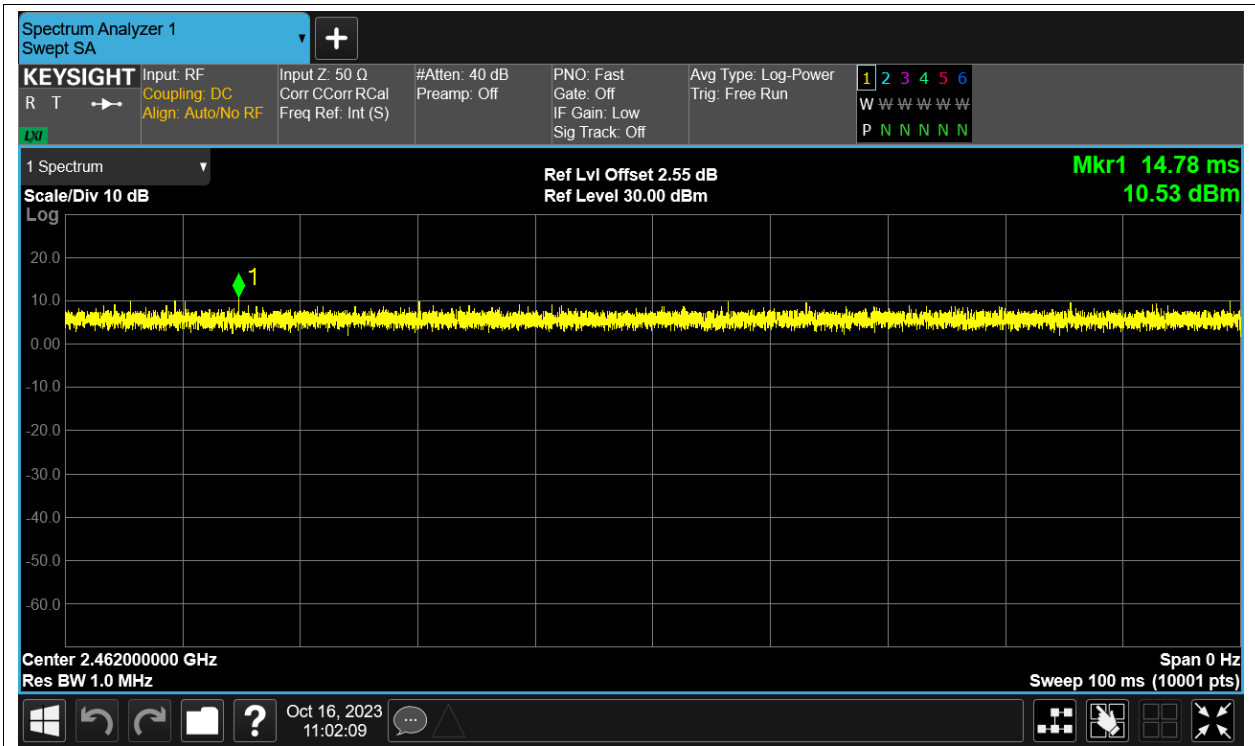 Spectrum Analyzer 1
Swept SA
+
KEYSIGHT
R T
LXI
Input: RF
Coupling: DC
Align: Auto/No RF
Input Z: 50 Ω
Corr CCorr RCal
Freq Ref: Int (S)
#Atten: 40 dB
Preamp: Off
PNO: Fast
Gate: Off
IF Gain: Low
Sig Track: Off
Avg Type: Log-Power
Trig: Free Run
1 2 3 4 5 6
W W W W W W
P N N N N N
1 Spectrum
Scale/Div 10 dB
Log
Ref Lvl Offset 2.55 dB
Ref Level 30.00 dBm
Mkr1 14.78 ms
10.53 dBm
20.0
1
10.0
0.00
-10.0
-20.0
-30.0
-40.0
-50.0
-60.0
Center 2.462000000 GHz
Res BW 1.0 MHz
Span 0 Hz
Sweep 100 ms (10001 pts)
?
Oct 16, 2023
11:02:09